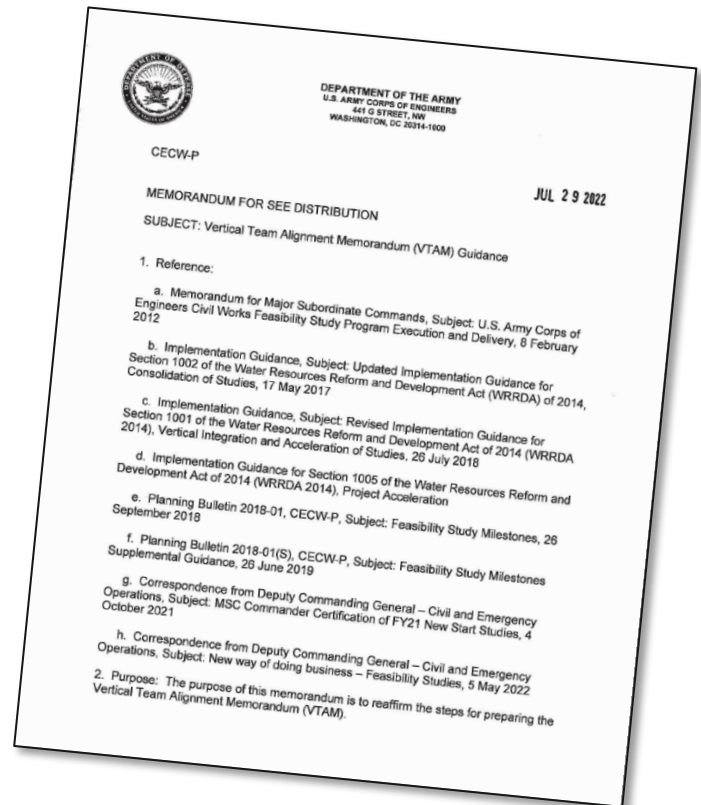 DEPARTMENT OF THE ARMY
U.S. ARMY CORPS OF ENGINEERS
441 G STREET, NW
WASHINGTON, DC 20314-1000
CECW-P
JUL 29 2022
MEMORANDUM FOR SEE DISTRIBUTION
SUBJECT: Vertical Team Alignment Memorandum (VTAM) Guidance
1. Reference:
a. Memorandum for Major Subordinate Commands, Subject: U.S. Army Corps of
Engineers Civil Works Feasibility Study Program Execution and Delivery, 8 February
2012
b. Implementation Guidance, Subject: Updated Implementation Guidance for
Section 1002 of the Water Resources Reform and Development Act (WRRDA) of 2014,
Consolidation of Studies, 17 May 2017
c. Implementation Guidance, Subject: Revised Implementation Guidance for
Section 1001 of the Water Resources Reform and Development Act of 2014 (WRRDA
2014), Vertical Integration and Acceleration of Studies, 26 July 2018
d. Implementation Guidance for Section 1005 of the Water Resources Reform and
Development Act of 2014 (WRRDA 2014), Project Acceleration
e. Planning Bulletin 2018-01, CECW-P, Subject: Feasibility Study Milestones, 26
September 2018
f. Planning Bulletin 2018-01(S), CECW-P, Subject: Feasibility Study Milestones
Supplemental Guidance, 26 June 2019
g. Correspondence from Deputy Commanding General – Civil and Emergency
Operations, Subject: MSC Commander Certification of FY21 New Start Studies, 4
October 2021
h. Correspondence from Deputy Commanding General – Civil and Emergency
Operations, Subject: New way of doing business – Feasibility Studies, 5 May 2022
2. Purpose: The purpose of this memorandum is to reaffirm the steps for preparing the
Vertical Team Alignment Memorandum (VTAM).